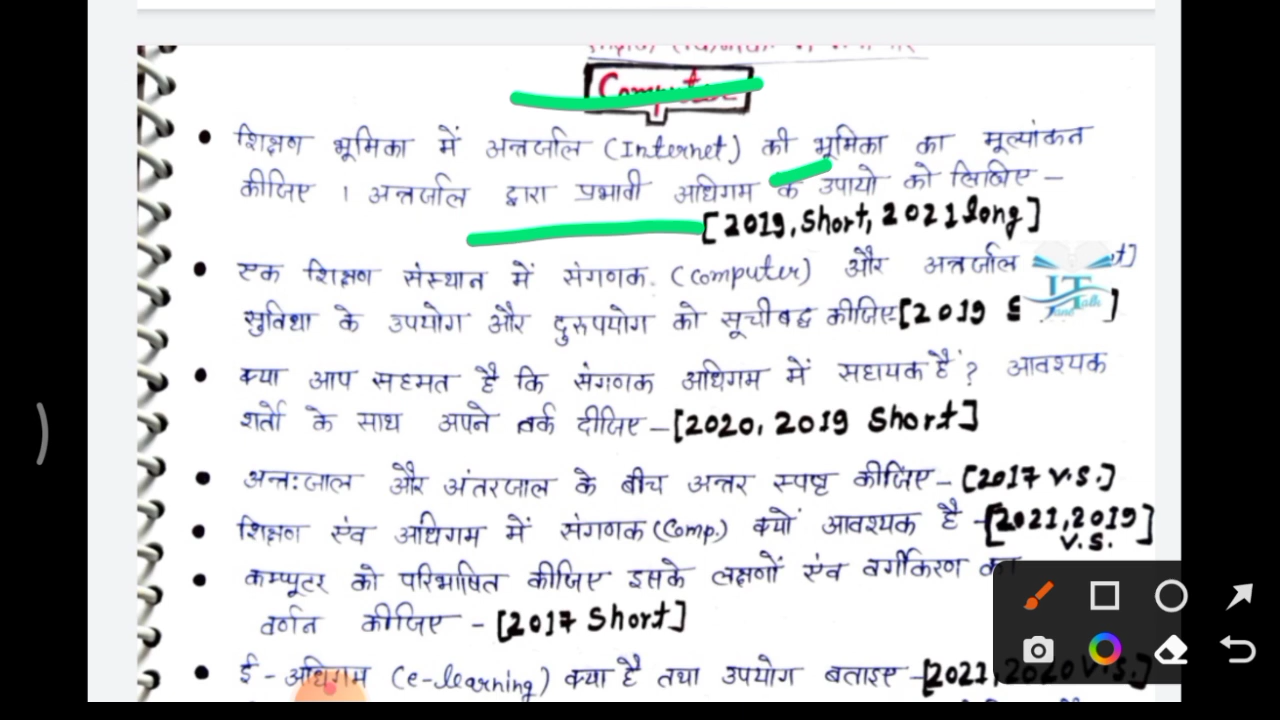 Computer
शिक्षण भूमिका में अन्तर्जाल (Internet) की भूमिका का मूल्यांकन
कीजिए । अन्तर्जाल द्वारा प्रभावी अधिगम के उपायो को लिखिए –
[2019, Short, 2021 long]
एक शिक्षण संस्थान में संगणक (Computer) और अन्तर्जाल
सुविधा के उपयोग और दुरुपयोग को सूचीबद्ध कीजिए [2019
IT
Talk
क्या आप सहमत है कि संगणक अधिगम में सहायक है ? आवश्यक
शर्तो के साथ अपने तर्क दीजिए – [2020, 2019 Short]
अन्तःजाल और अंतरजाल के बीच अन्तर स्पष्ट कीजिए – [2017 V.S.]
शिक्षण एंव अधिगम में संगणक (Comp.) क्यों आवश्यक है – [2021, 2019]
V.S.
कम्प्यूटर को परिभाषित कीजिए इसके लक्षणों एंव वर्गीकरण का
वर्णन कीजिए – [2017 Short]
ई - अधिगम (e-learning) क्या है तथा उपयोग बताइए – [2021, 2020 V.S.]